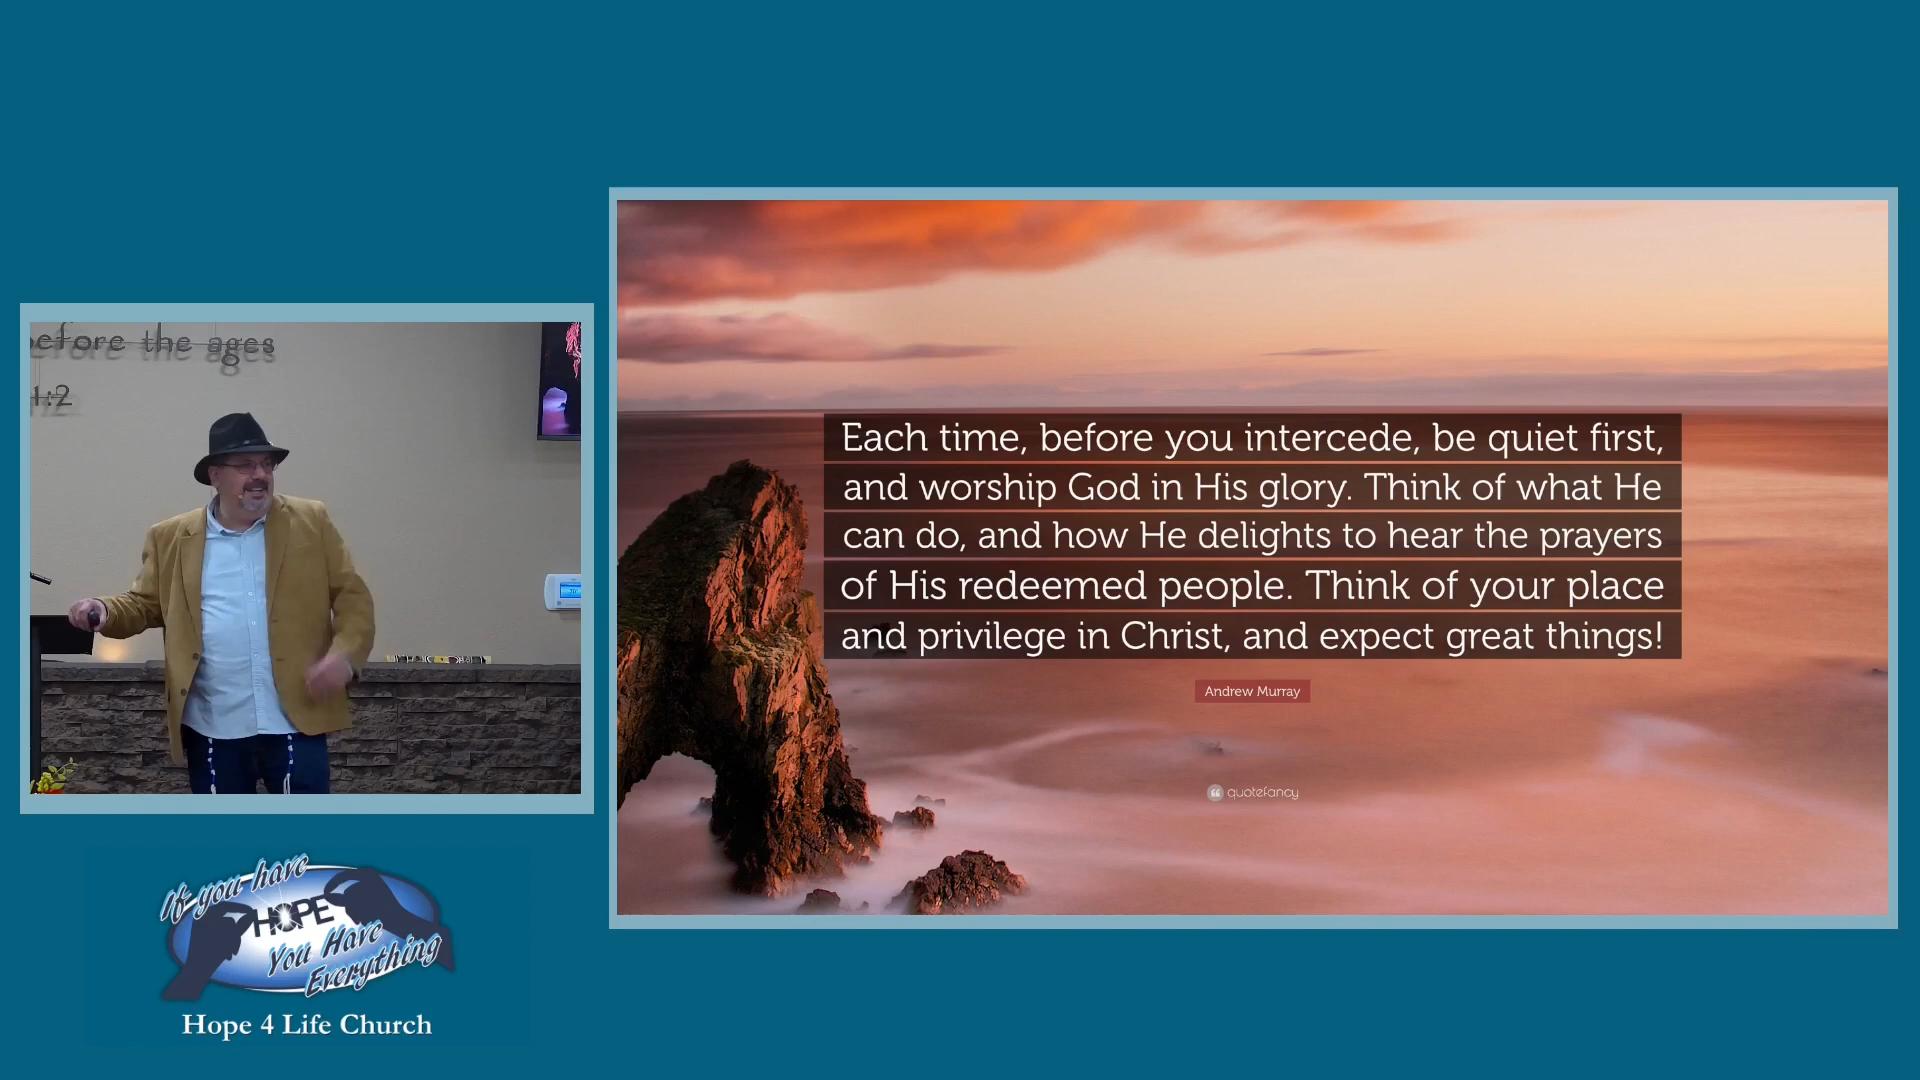 before the ages
1:2
Each time, before you intercede, be quiet first,
and worship God in His glory. Think of what He
can do, and how He delights to hear the prayers
of His redeemed people. Think of your place
and privilege in Christ, and expect great things!
Andrew Murray
quotefancy
If you have
HOPE
You Have
Everything
Hope 4 Life Church